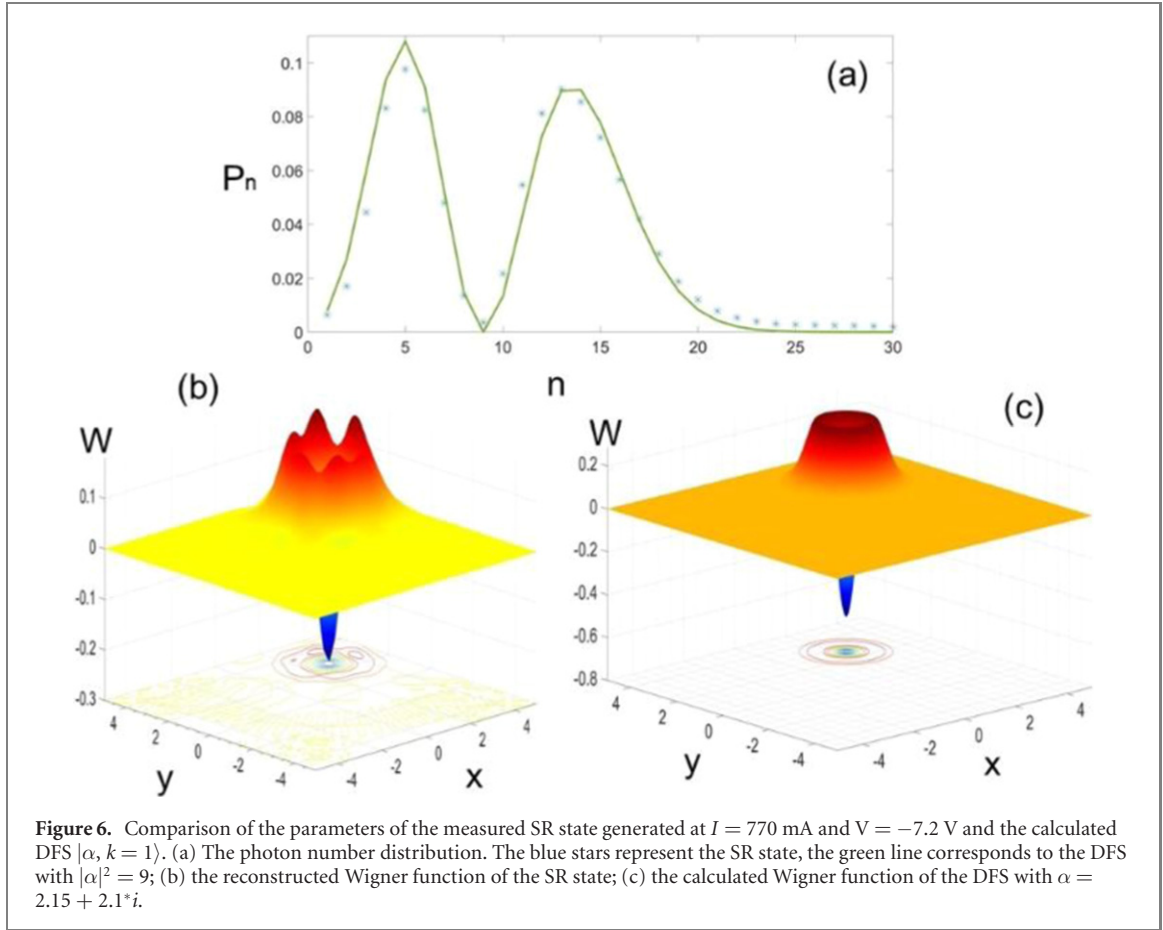 (a)
0.1
0.08
Pn 0.06
0.04
0.02
0
0 5 10 15 20 25 30
n
(b)
W
0.1
0
-0.1
-0.2
-0.3
4 2 0 -2 -4
-4 -2 0 2 4
y x
(c)
W
0.2
0
-0.2
-0.4
-0.6
-0.8
4 2 0 -2 -4
-4 -2 0 2 4
y x
Figure 6. Comparison of the parameters of the measured SR state generated at I = 770 mA and V = −7.2 V and the calculated
DFS |α, k = 1⟩. (a) The photon number distribution. The blue stars represent the SR state, the green line corresponds to the DFS
with |α|² = 9; (b) the reconstructed Wigner function of the SR state; (c) the calculated Wigner function of the DFS with α =
2.15 + 2.1*i.